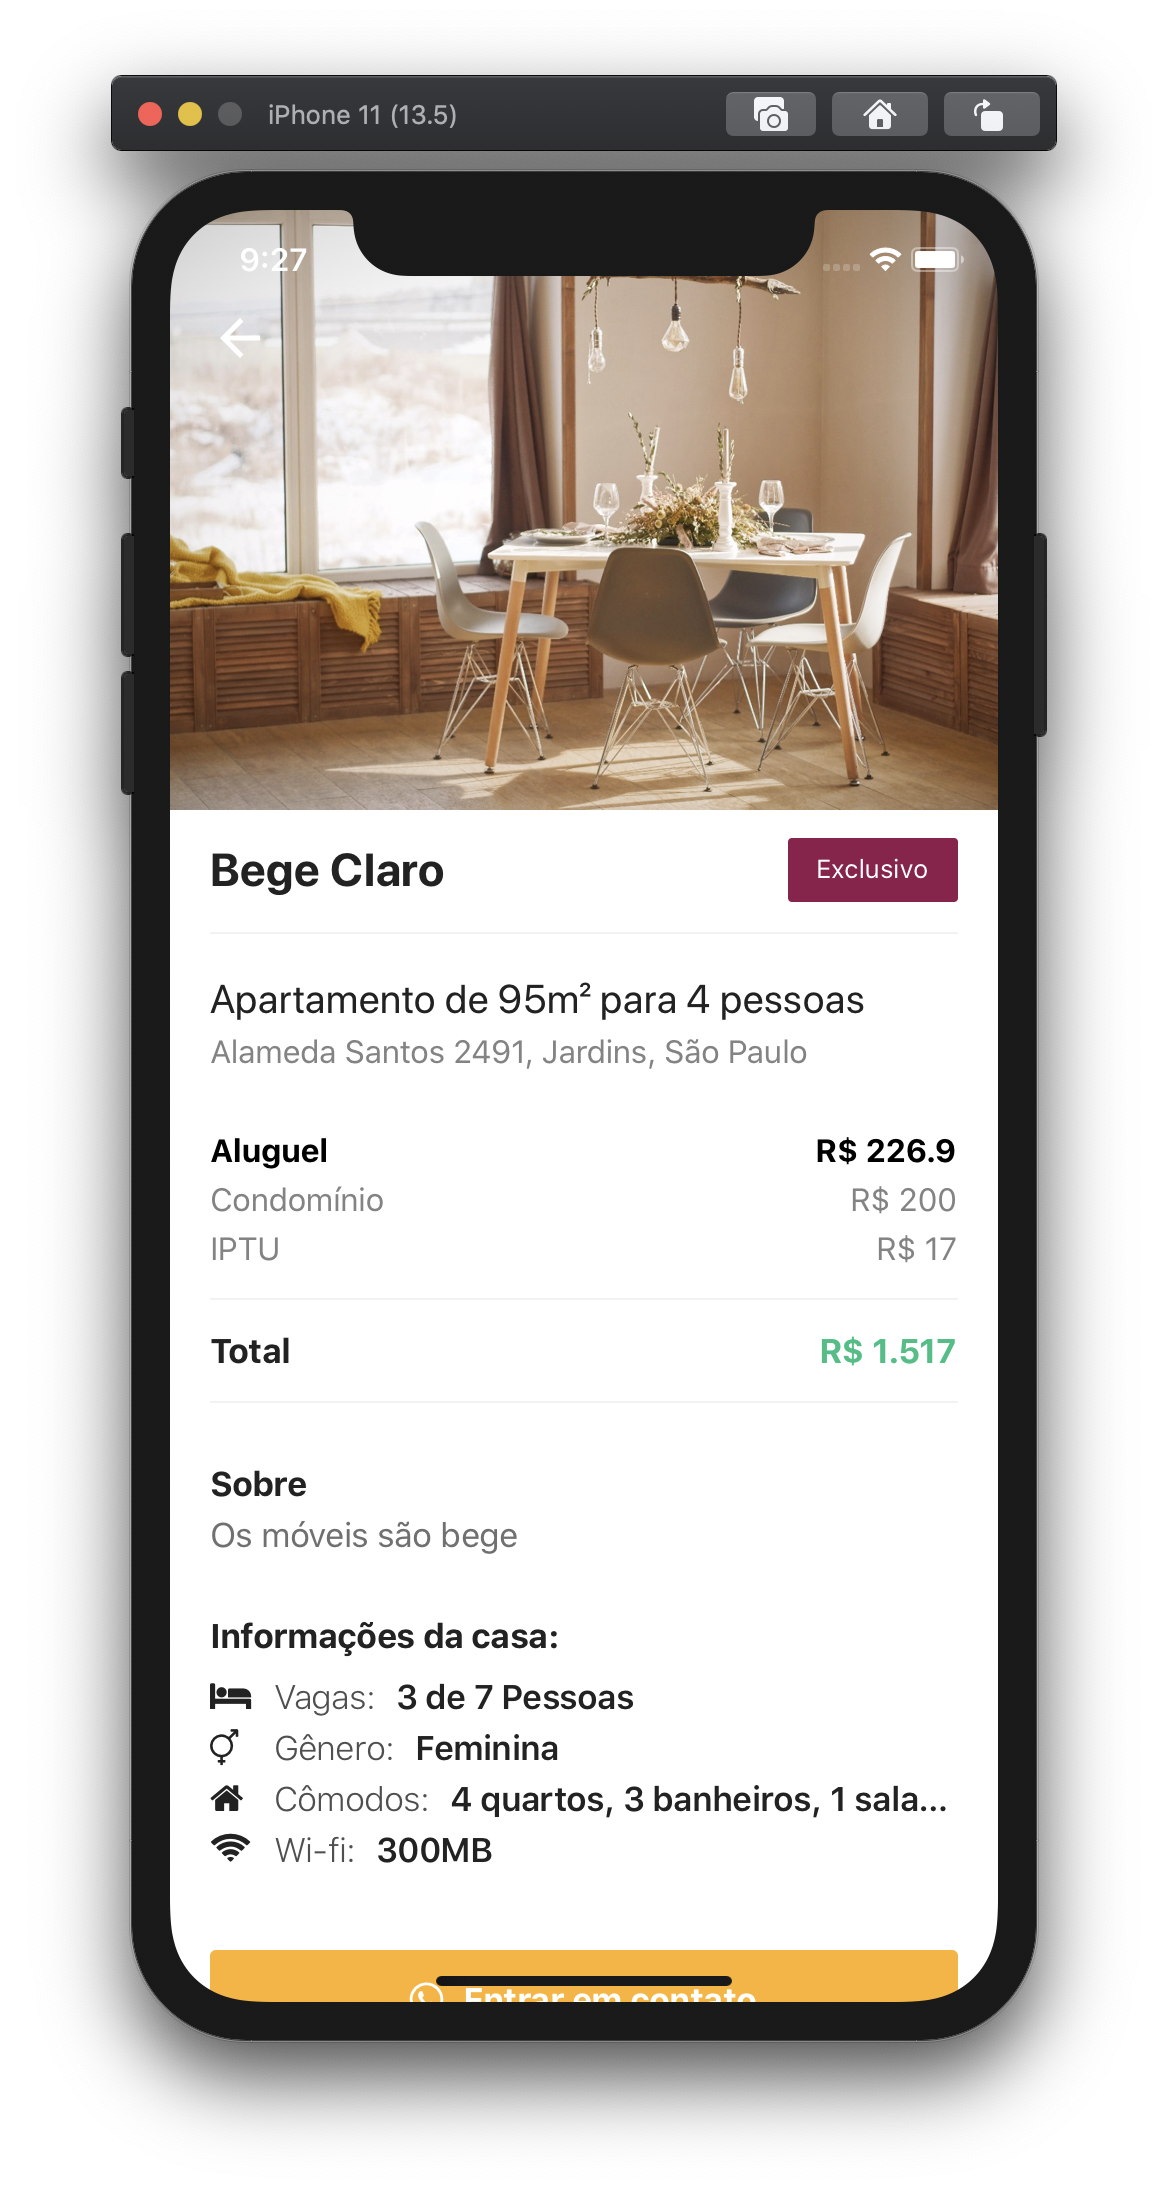 iPhone 11 (13.5)
9:27
Bege Claro
Exclusivo
Apartamento de 95m² para 4 pessoas
Alameda Santos 2491, Jardins, São Paulo
Aluguel R$ 226.9
Condomínio R$ 200
IPTU R$ 17
Total R$ 1.517
Sobre
Os móveis são bege
Informações da casa:
Vagas: 3 de 7 Pessoas
Gênero: Feminina
Cômodos: 4 quartos, 3 banheiros, 1 sala...
Wi-fi: 300MB
Entrar em contato